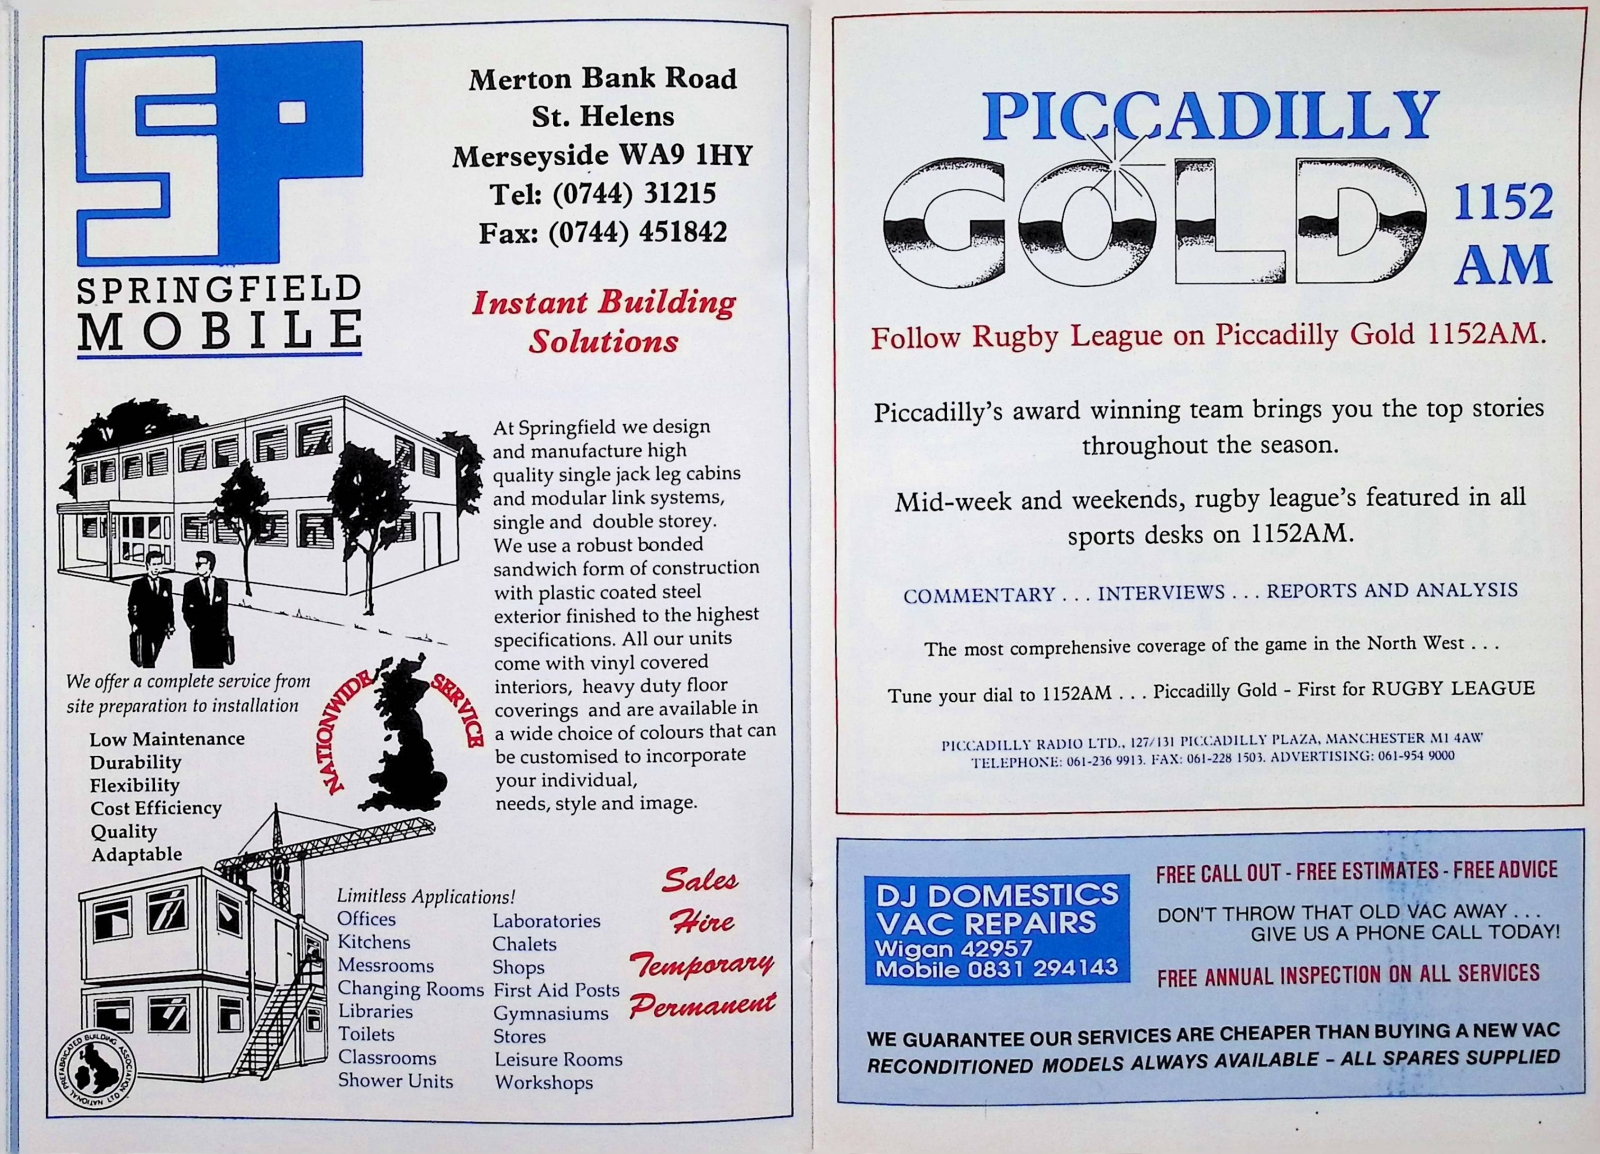 SP
SPRINGFIELD
MOBILE
Merton Bank Road
St. Helens
Merseyside WA9 1HY
Tel: (0744) 31215
Fax: (0744) 451842
Instant Building
Solutions
At Springfield we design
and manufacture high
quality single jack leg cabins
and modular link systems,
single and double storey.
We use a robust bonded
sandwich form of construction
with plastic coated steel
exterior finished to the highest
specifications. All our units
come with vinyl covered
interiors, heavy duty floor
coverings and are available in
a wide choice of colours that can
be customised to incorporate
your individual,
needs, style and image.
We offer a complete service from
site preparation to installation
NATIONWIDE SERVICE
Low Maintenance
Durability
Flexibility
Cost Efficiency
Quality
Adaptable
Limitless Applications!
Offices
Kitchens
Messrooms
Changing Rooms
Libraries
Toilets
Classrooms
Shower Units
Laboratories
Chalets
Shops
First Aid Posts
Gymnasiums
Stores
Leisure Rooms
Workshops
Sales
Hire
Temporary
Permanent
NATIONAL PREFABRICATED BUILDING ASSOCIATION LTD
PICCADILLY
GOLD
1152
AM
Follow Rugby League on Piccadilly Gold 1152AM.
Piccadilly's award winning team brings you the top stories
throughout the season.
Mid-week and weekends, rugby league's featured in all
sports desks on 1152AM.
COMMENTARY . . . INTERVIEWS . . . REPORTS AND ANALYSIS
The most comprehensive coverage of the game in the North West . . .
Tune your dial to 1152AM . . . Piccadilly Gold - First for RUGBY LEAGUE
PICCADILLY RADIO LTD., 127/131 PICCADILLY PLAZA, MANCHESTER M1 4AW
TELEPHONE: 061-236 9913. FAX: 061-228 1503. ADVERTISING: 061-954 9000
DJ DOMESTICS
VAC REPAIRS
Wigan 42957
Mobile 0831 294143
FREE CALL OUT - FREE ESTIMATES - FREE ADVICE
DON'T THROW THAT OLD VAC AWAY . . .
GIVE US A PHONE CALL TODAY!
FREE ANNUAL INSPECTION ON ALL SERVICES
WE GUARANTEE OUR SERVICES ARE CHEAPER THAN BUYING A NEW VAC
RECONDITIONED MODELS ALWAYS AVAILABLE – ALL SPARES SUPPLIED